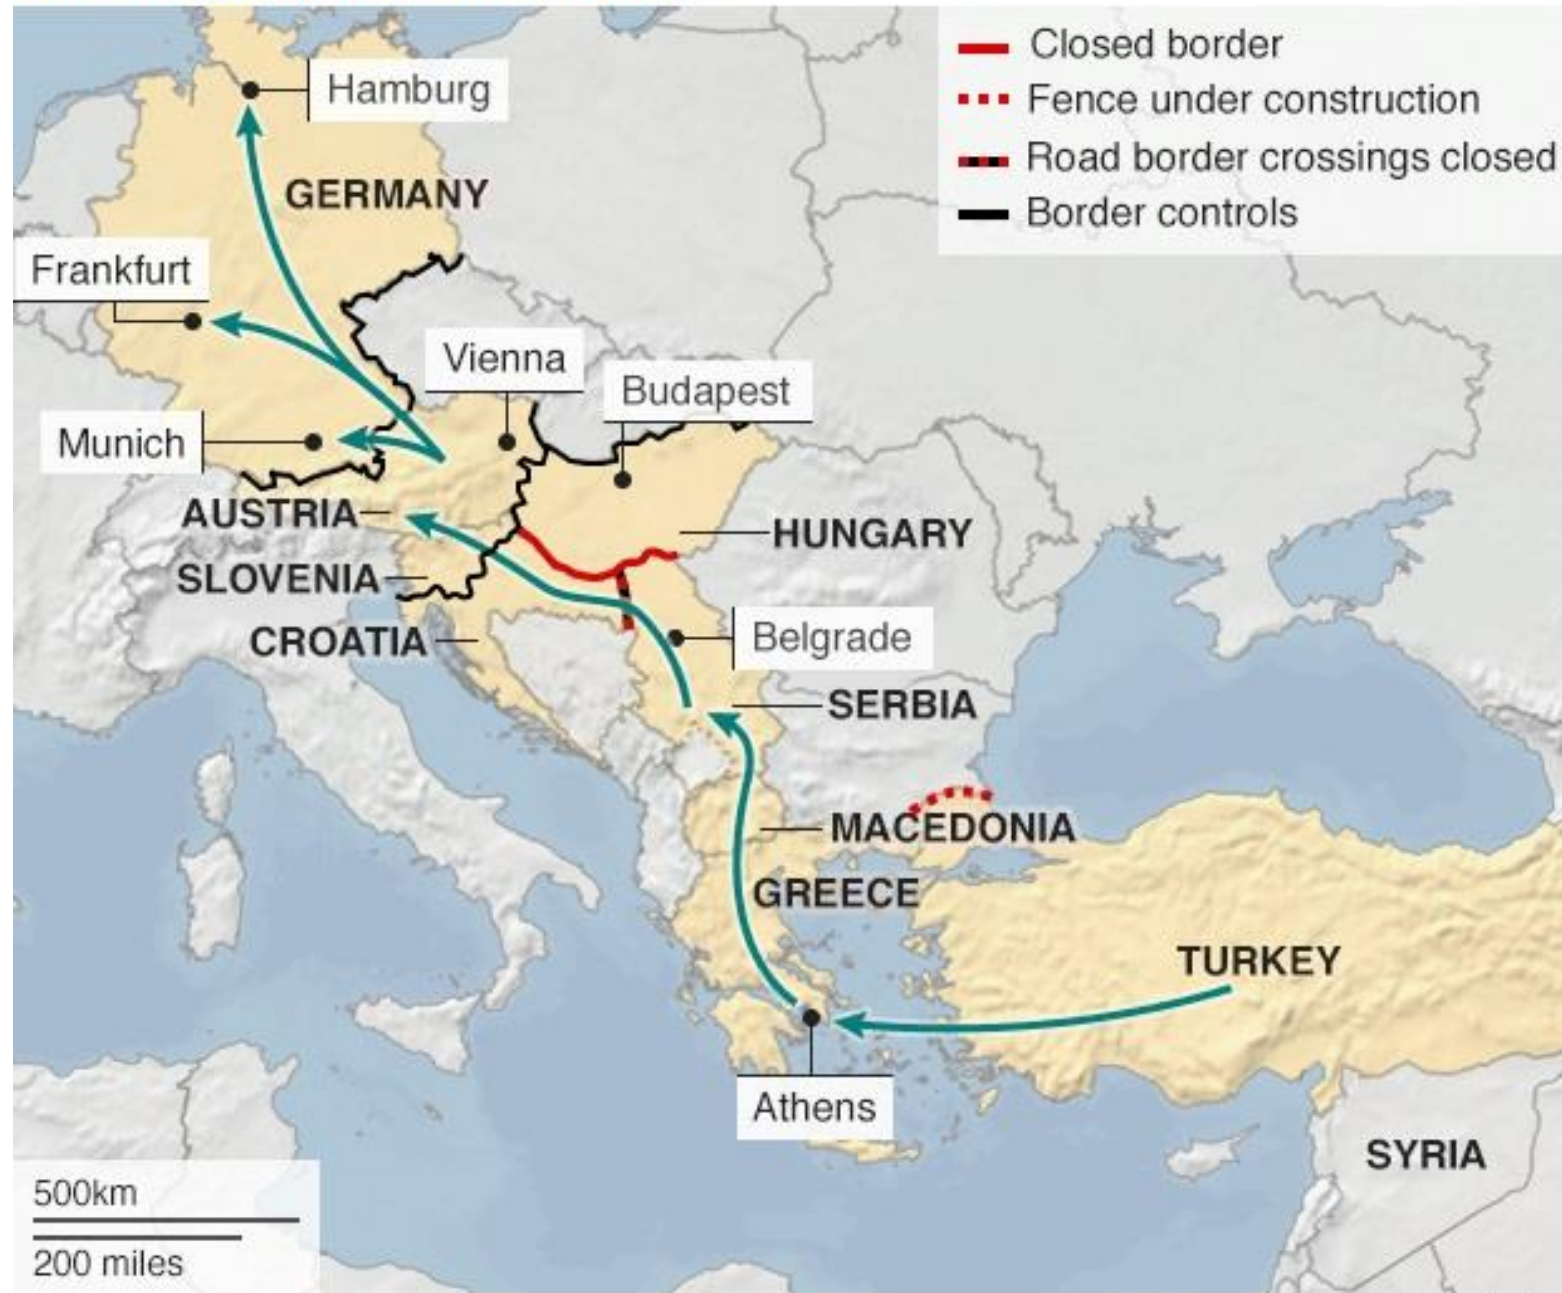 Closed border
Fence under construction
Road border crossings closed
Border controls
Hamburg
GERMANY
Frankfurt
Vienna
Budapest
Munich
AUSTRIA
HUNGARY
SLOVENIA
CROATIA
Belgrade
SERBIA
MACEDONIA
GREECE
TURKEY
Athens
SYRIA
500km
200 miles